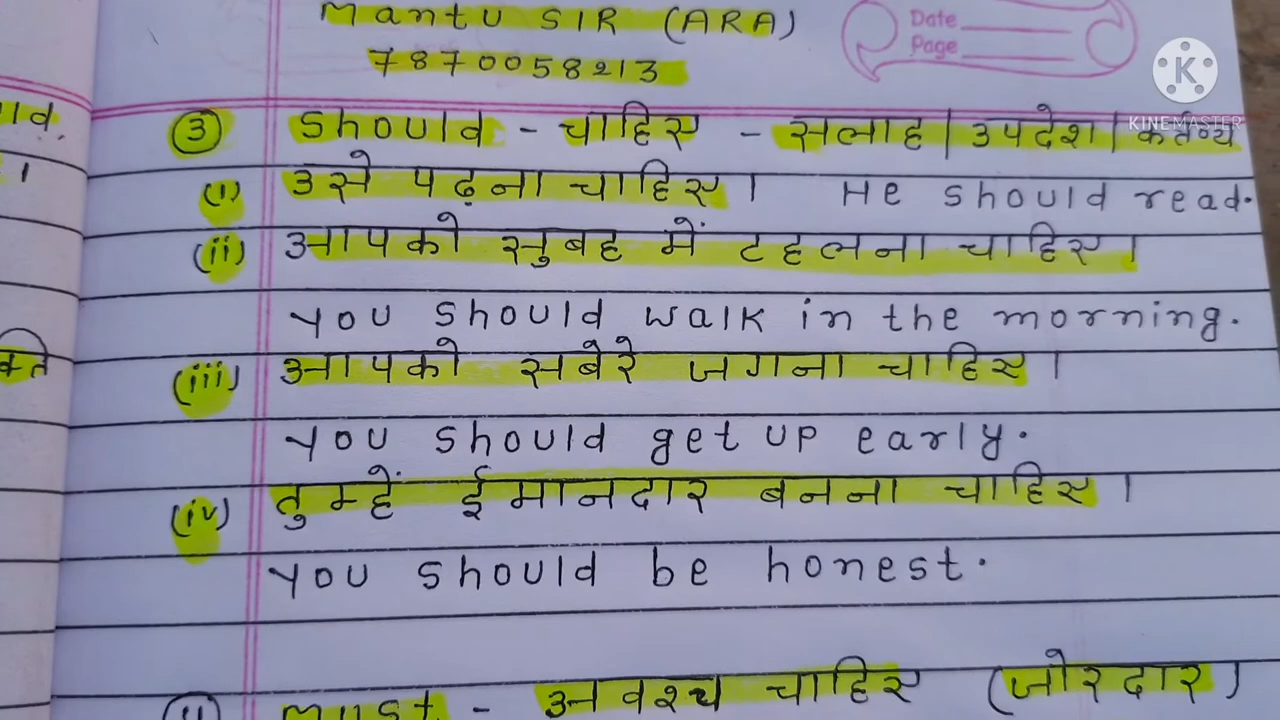 Mantu SIR (ARA)
7870058213
Date
Page
K
KINEMASTER
③ Should - चाहिए - सलाह | उपदेश | कर्तव्य
(i) उसे पढ़ना चाहिए। He should read.
(ii) आपको सुबह में टहलना चाहिए।
You should walk in the morning.
(iii) आपको सबेरे जगना चाहिए।
You should get up early.
(iv) तुम्हें ईमानदार बनना चाहिए।
You should be honest.
Must - अवश्य चाहिए (जोरदार)